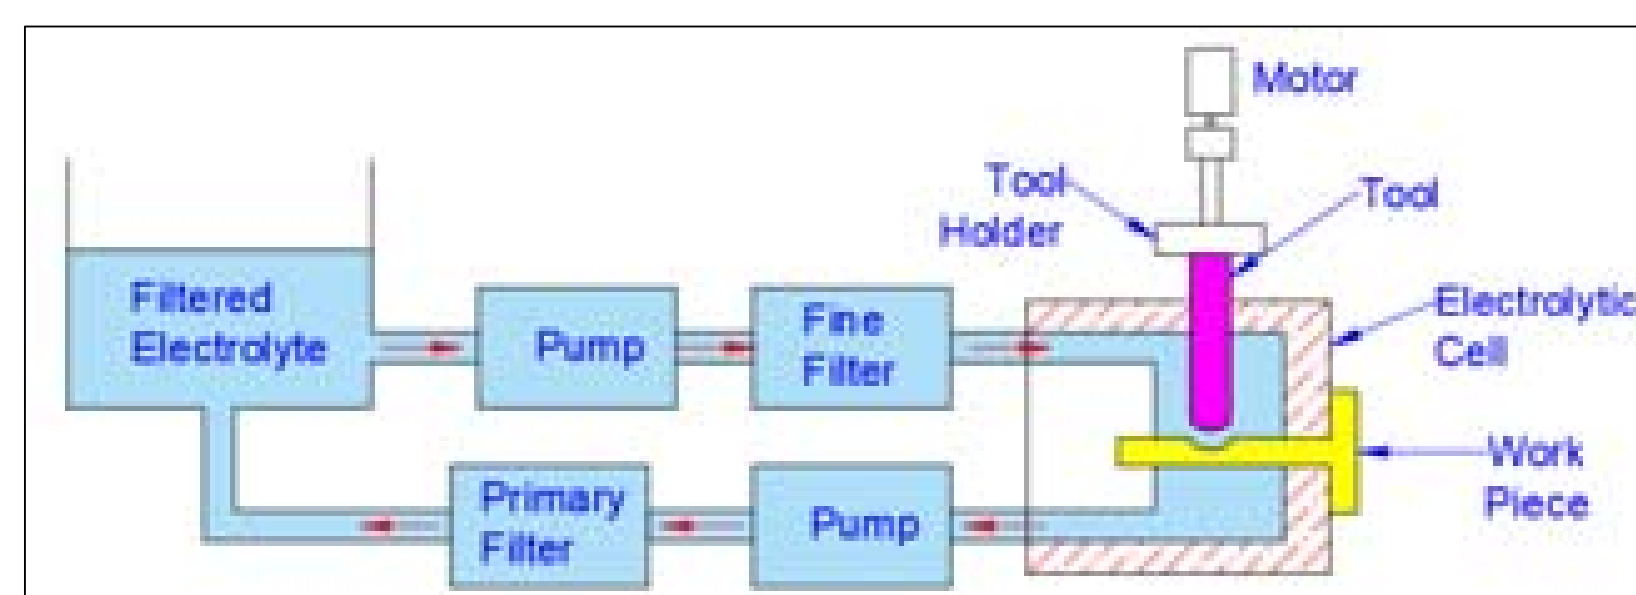 Motor
Tool
Holder
Tool
Filtered
Electrolyte
Pump
Fine
Filter
Electrolytic
Cell
Primary
Filter
Pump
Work
Piece